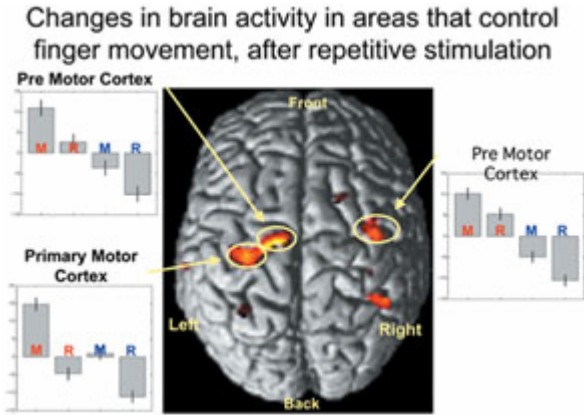 Changes in brain activity in areas that control
finger movement, after repetitive stimulation
Pre Motor Cortex
M R M R
Front
Pre Motor
Cortex
M R M R
Primary Motor
Cortex
M R M R
Left
Right
Back